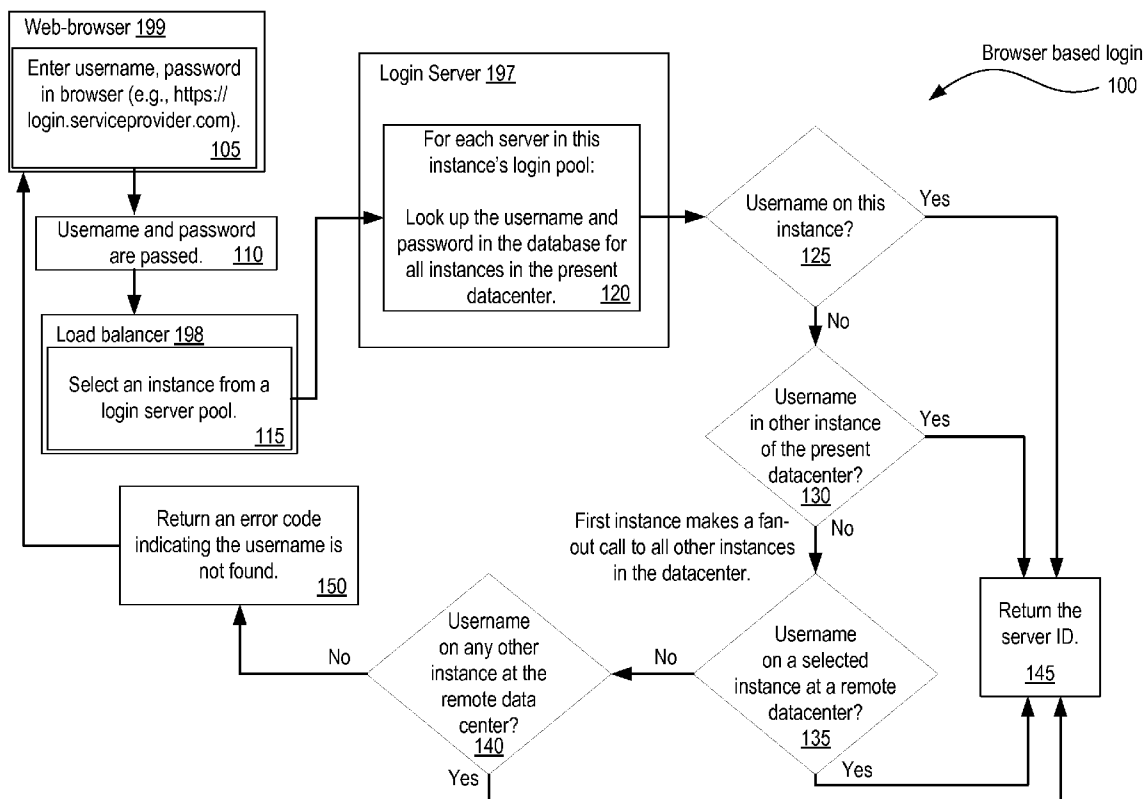 Web-browser 199
Enter username, password
in browser (e.g., https://
login.serviceprovider.com).
105
Username and password
are passed. 110
Load balancer 198
Select an instance from a
login server pool.
115
Login Server 197
For each server in this
instance's login pool:
Look up the username and
password in the database for
all instances in the present
datacenter. 120
Browser based login
100
Username on this
instance?
125
Yes
No
Username
in other instance
of the present
datacenter?
130
Yes
No
First instance makes a fan-
out call to all other instances
in the datacenter.
Username
on a selected
instance at a remote
datacenter?
135
Yes
No
Username
on any other
instance at the
remote data
center?
140
Yes
No
Return an error code
indicating the username is
not found. 150
Return the
server ID.
145